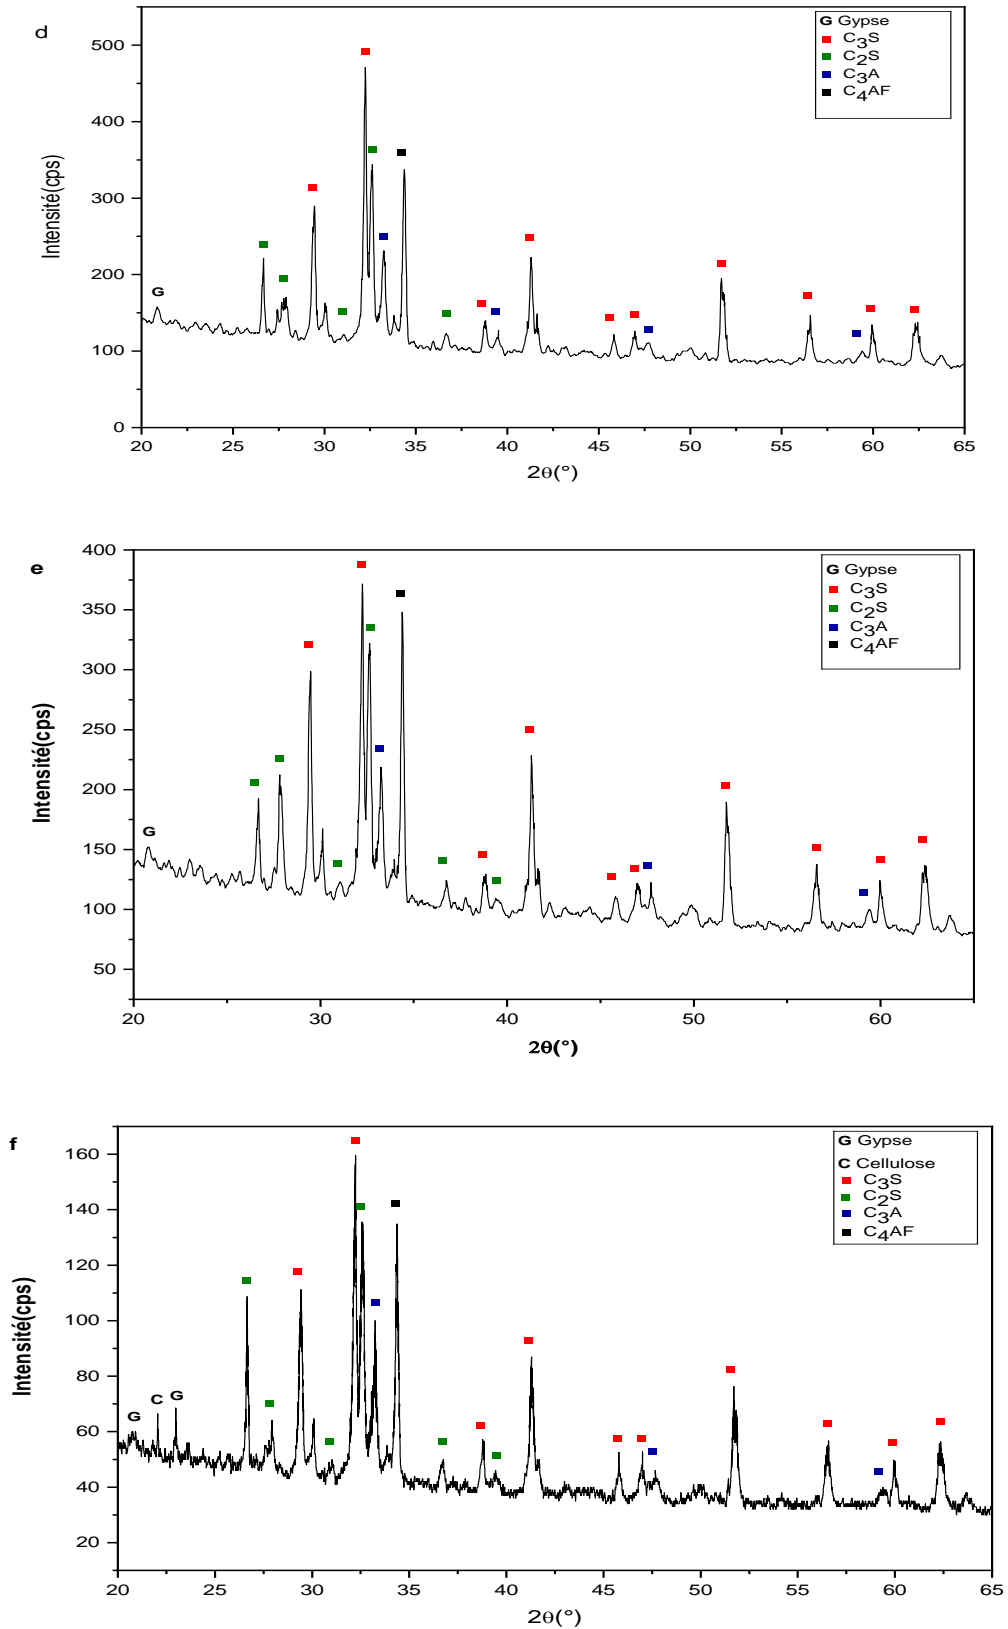 d
G Gypse
C3S
C2S
C3A
C4AF
500
400
300
200
100
0
Intensité(cps)
G
20 25 30 35 40 45 50 55 60 65
2θ(°)
e
G Gypse
C3S
C2S
C3A
C4AF
400
350
300
250
200
150
100
50
Intensité(cps)
G
20 30 40 50 60
2θ(°)
f
G Gypse
C Cellulose
C3S
C2S
C3A
C4AF
160
140
120
100
80
60
40
20
Intensité(cps)
G C G
20 25 30 35 40 45 50 55 60 65
2θ(°)